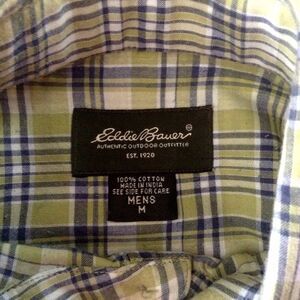 Eddie Bauer®
AUTHENTIC OUTDOOR OUTFITTER
EST. 1920
100% COTTON
MADE IN INDIA
SEE SIDE FOR CARE
MENS
M